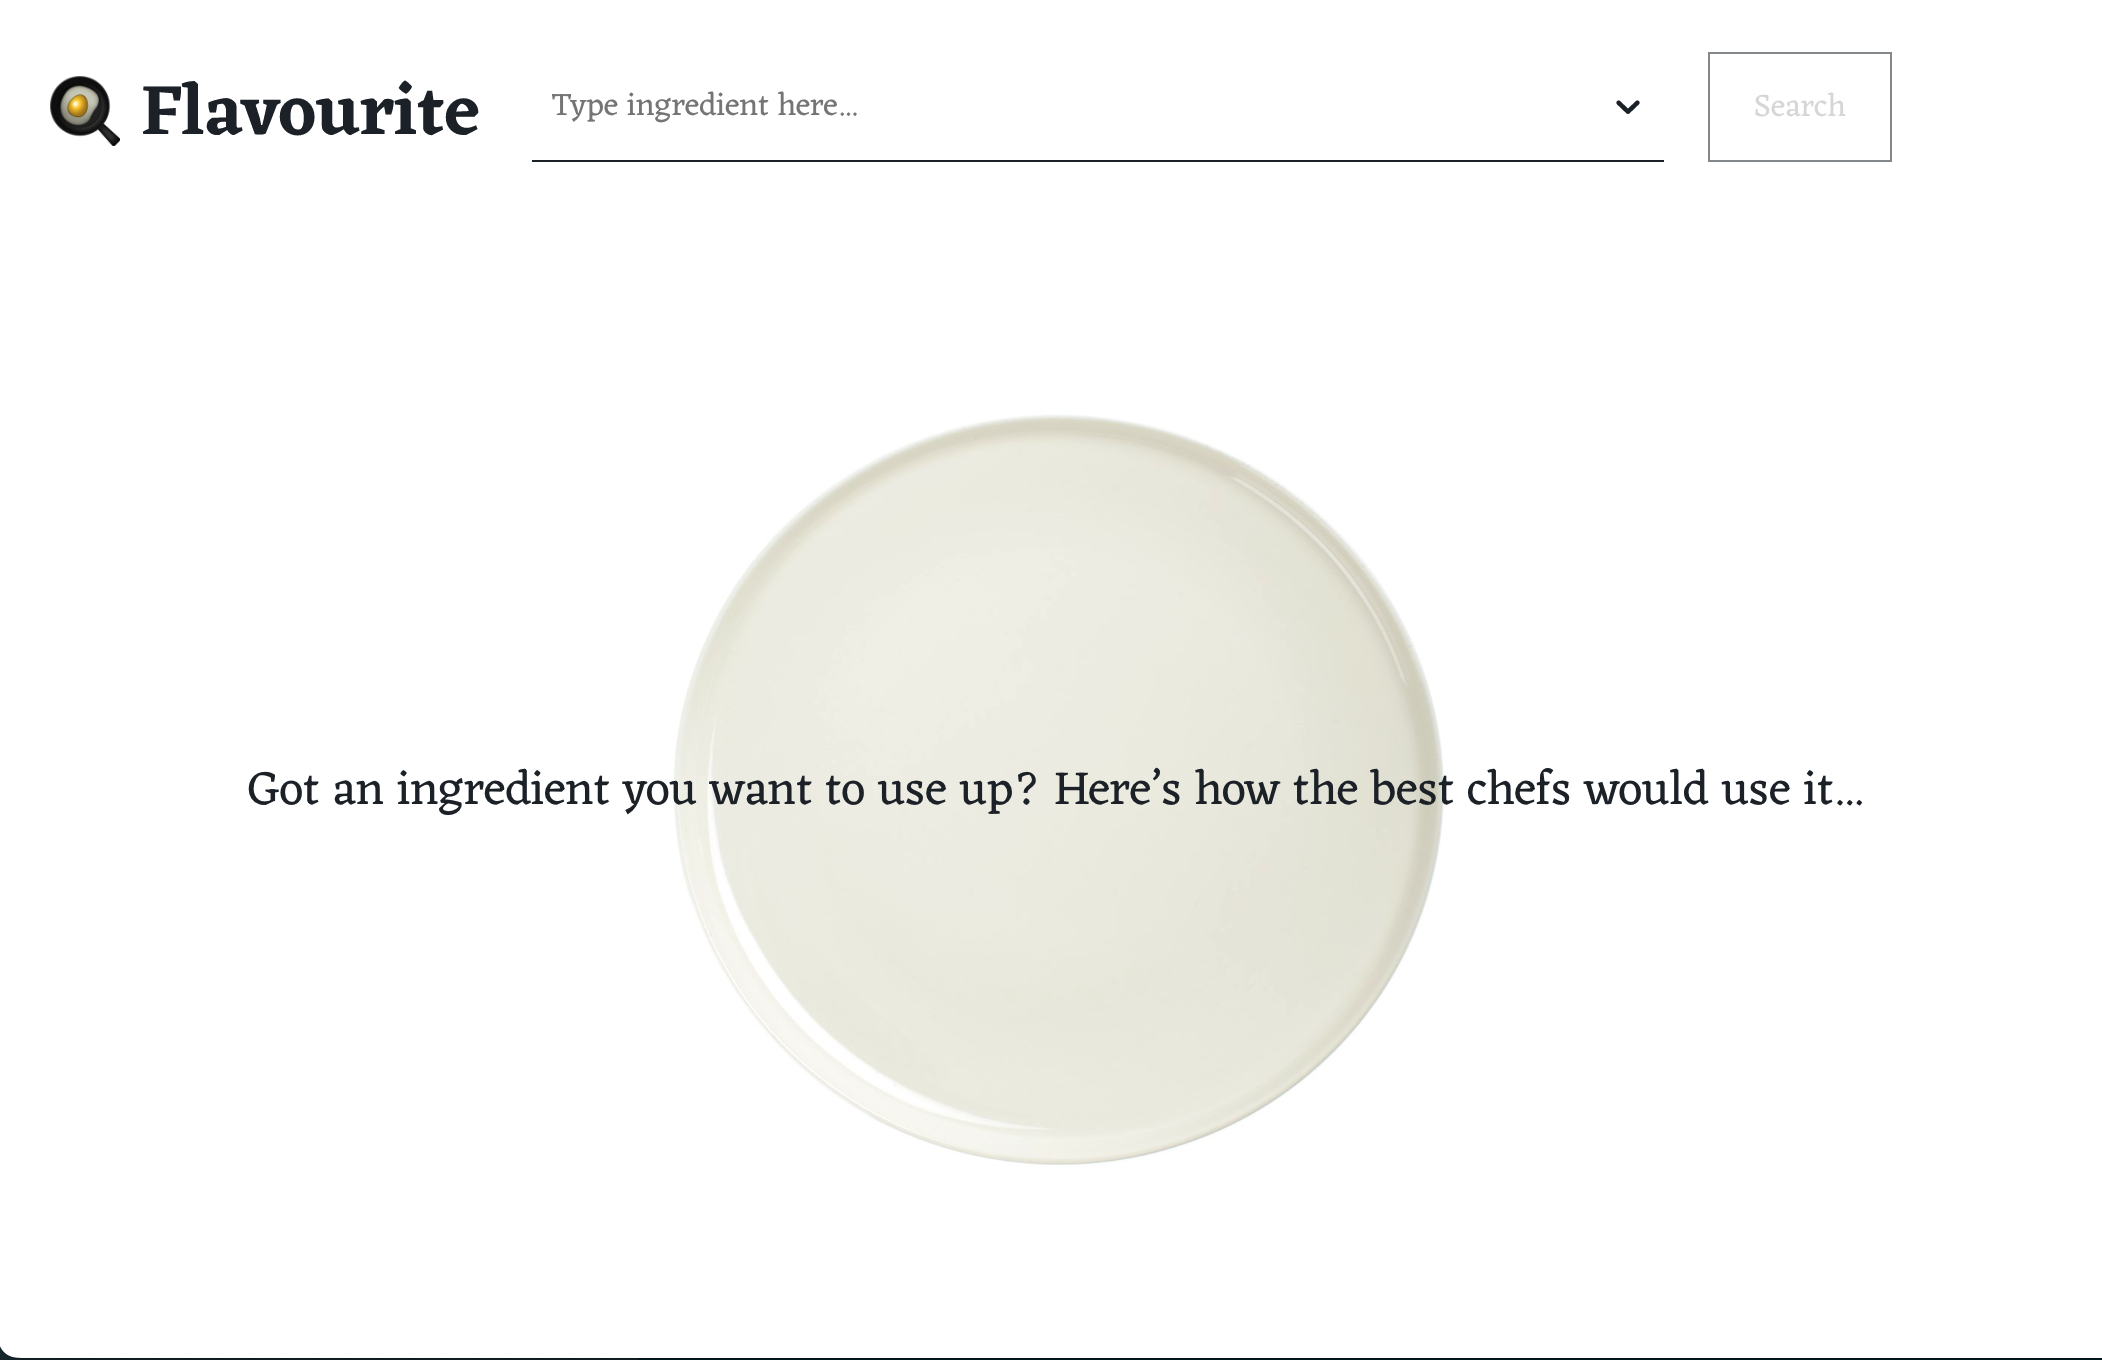 Flavourite
Type ingredient here...
Search
Got an ingredient you want to use up? Here’s how the best chefs would use it...